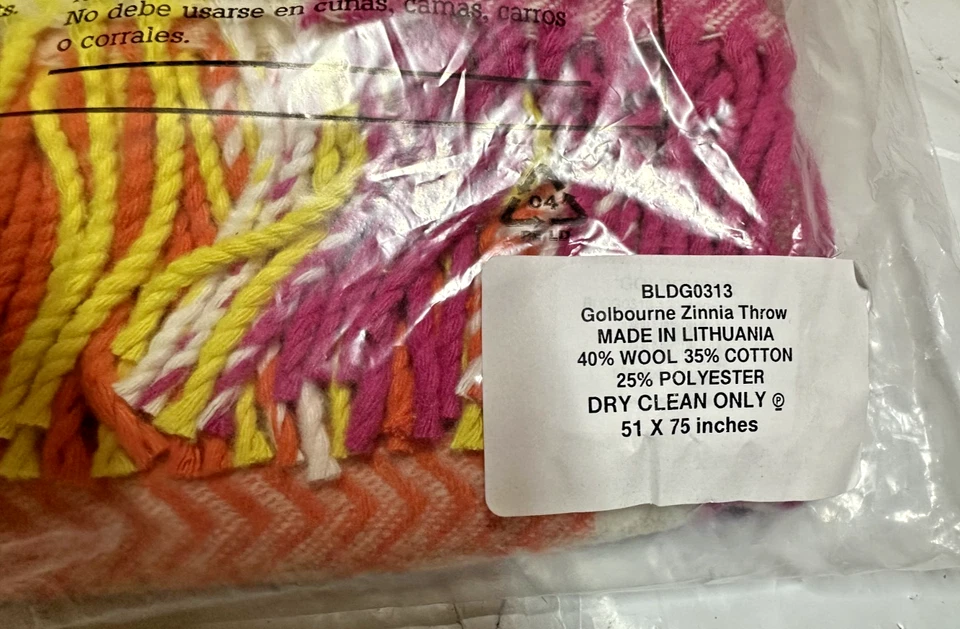 ts.
No debe usarse en cunas, camas, carros
o corrales.
04
BLDG0313
Golbourne Zinnia Throw
MADE IN LITHUANIA
40% WOOL 35% COTTON
25% POLYESTER
DRY CLEAN ONLY Ⓟ
51 X 75 inches